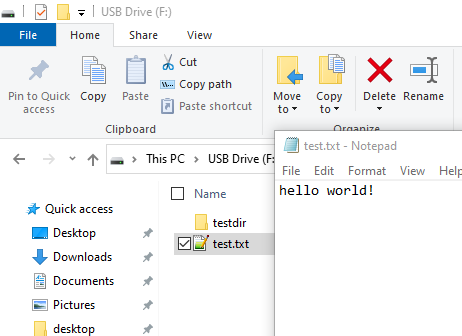 USB Drive (F:)
File Home Share View
Pin to Quick access
Copy
Paste
Cut
Copy path
Paste shortcut
Clipboard
Move to
Copy to
Delete
Rename
Organize
This PC
USB Drive (F:
Name
Quick access
Desktop
Downloads
Documents
Pictures
desktop
testdir
test.txt
test.txt - Notepad
File Edit Format View Help
hello world!